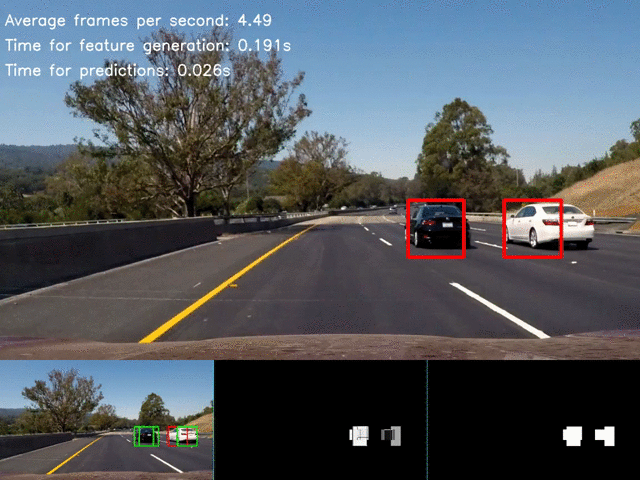 Average frames per second: 4.49
Time for feature generation: 0.191s
Time for predictions: 0.026s